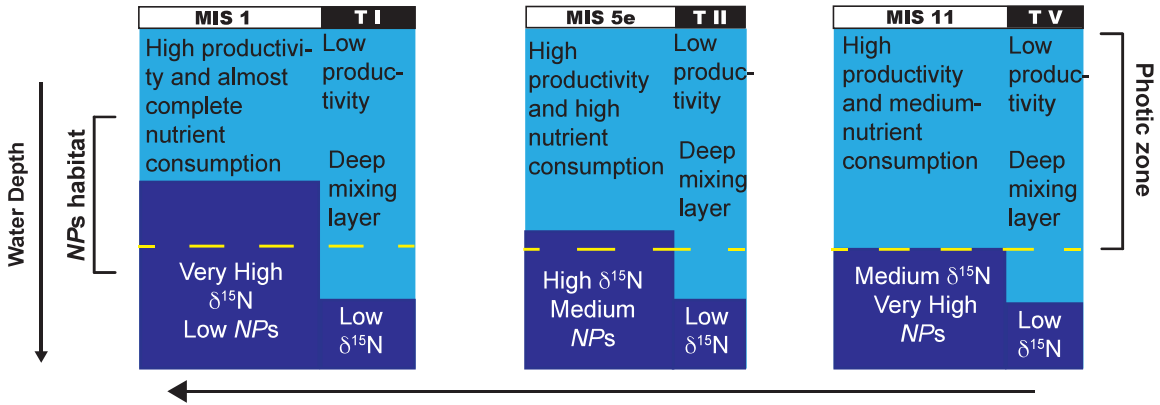 MIS 1
T I
MIS 5e
T II
MIS 11
T V
High productivi-
ty and almost
complete
nutrient
consumption
Low
produc-
tivity
Deep
mixing
layer
Very High
δ¹⁵N
Low NPs
Low
δ¹⁵N
High
productivity
and high
nutrient
consumption
Low
produc-
tivity
Deep
mixing
layer
High δ¹⁵N
Medium
NPs
Low
δ¹⁵N
High
productivity
and medium-
nutrient
consumption
Low
produc-
tivity
Deep
mixing
layer
Medium δ¹⁵N
Very High
NPs
Low
δ¹⁵N
Water Depth
NPs habitat
Photic zone